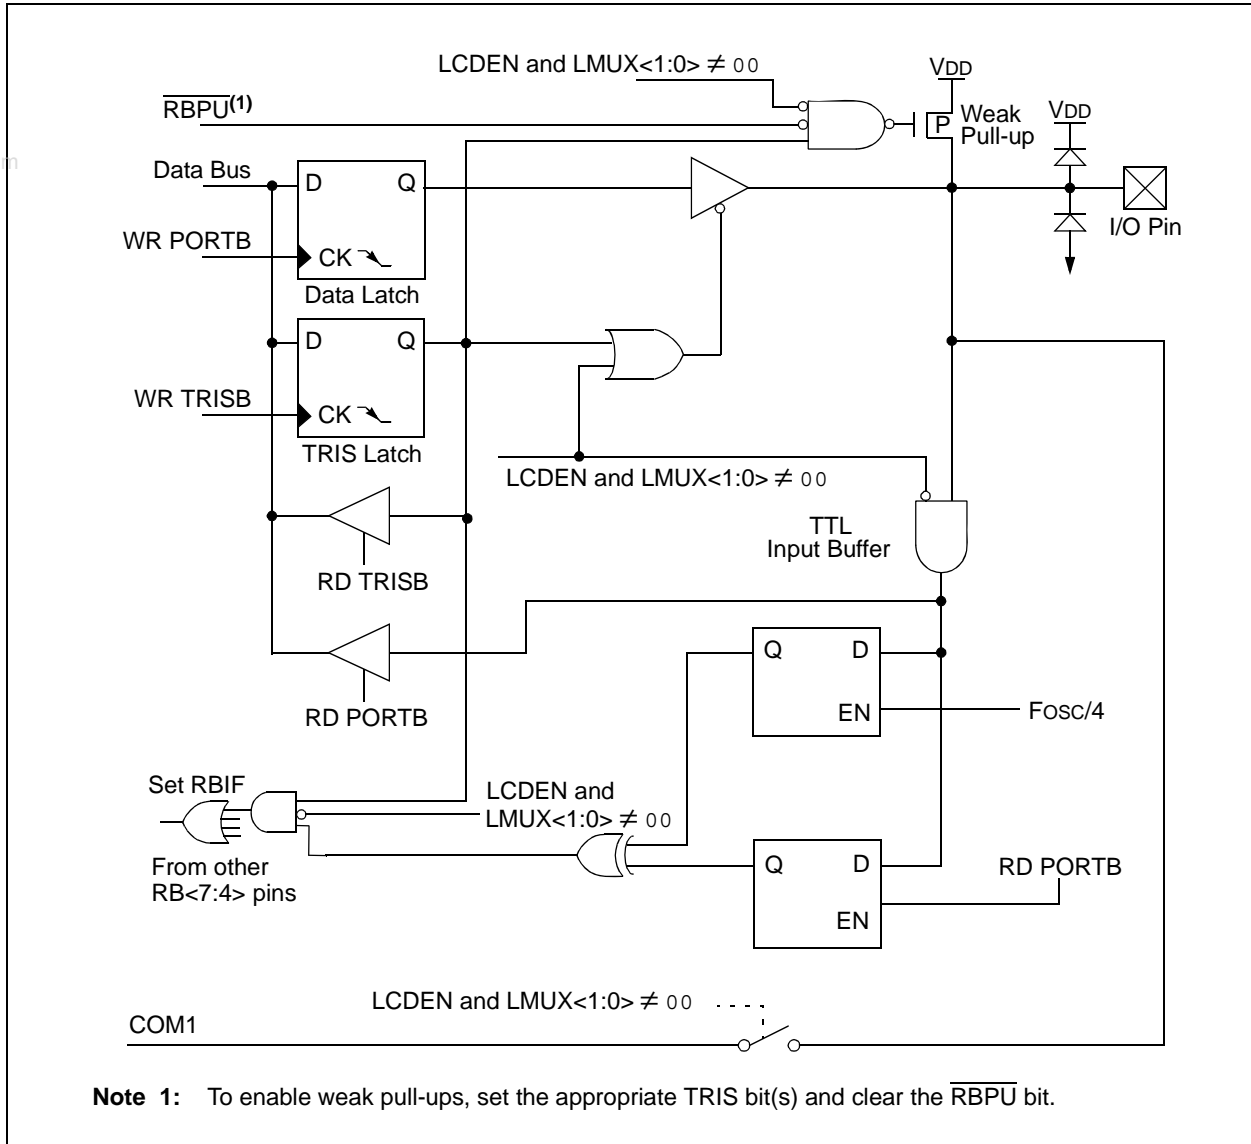 LCDEN and LMUX<1:0> ≠ 00
VDD
RBPU(1)
P
Weak
Pull-up
VDD
m
Data Bus
D
Q
WR PORTB
CK
I/O Pin
Data Latch
D
Q
WR TRISB
CK
TRIS Latch
LCDEN and LMUX<1:0> ≠ 00
TTL
Input Buffer
RD TRISB
Q
D
RD PORTB
EN
FOSC/4
Set RBIF
LCDEN and
LMUX<1:0> ≠ 00
From other
RB<7:4> pins
Q
D
RD PORTB
EN
LCDEN and LMUX<1:0> ≠ 00
COM1
Note 1: To enable weak pull-ups, set the appropriate TRIS bit(s) and clear the RBPU bit.